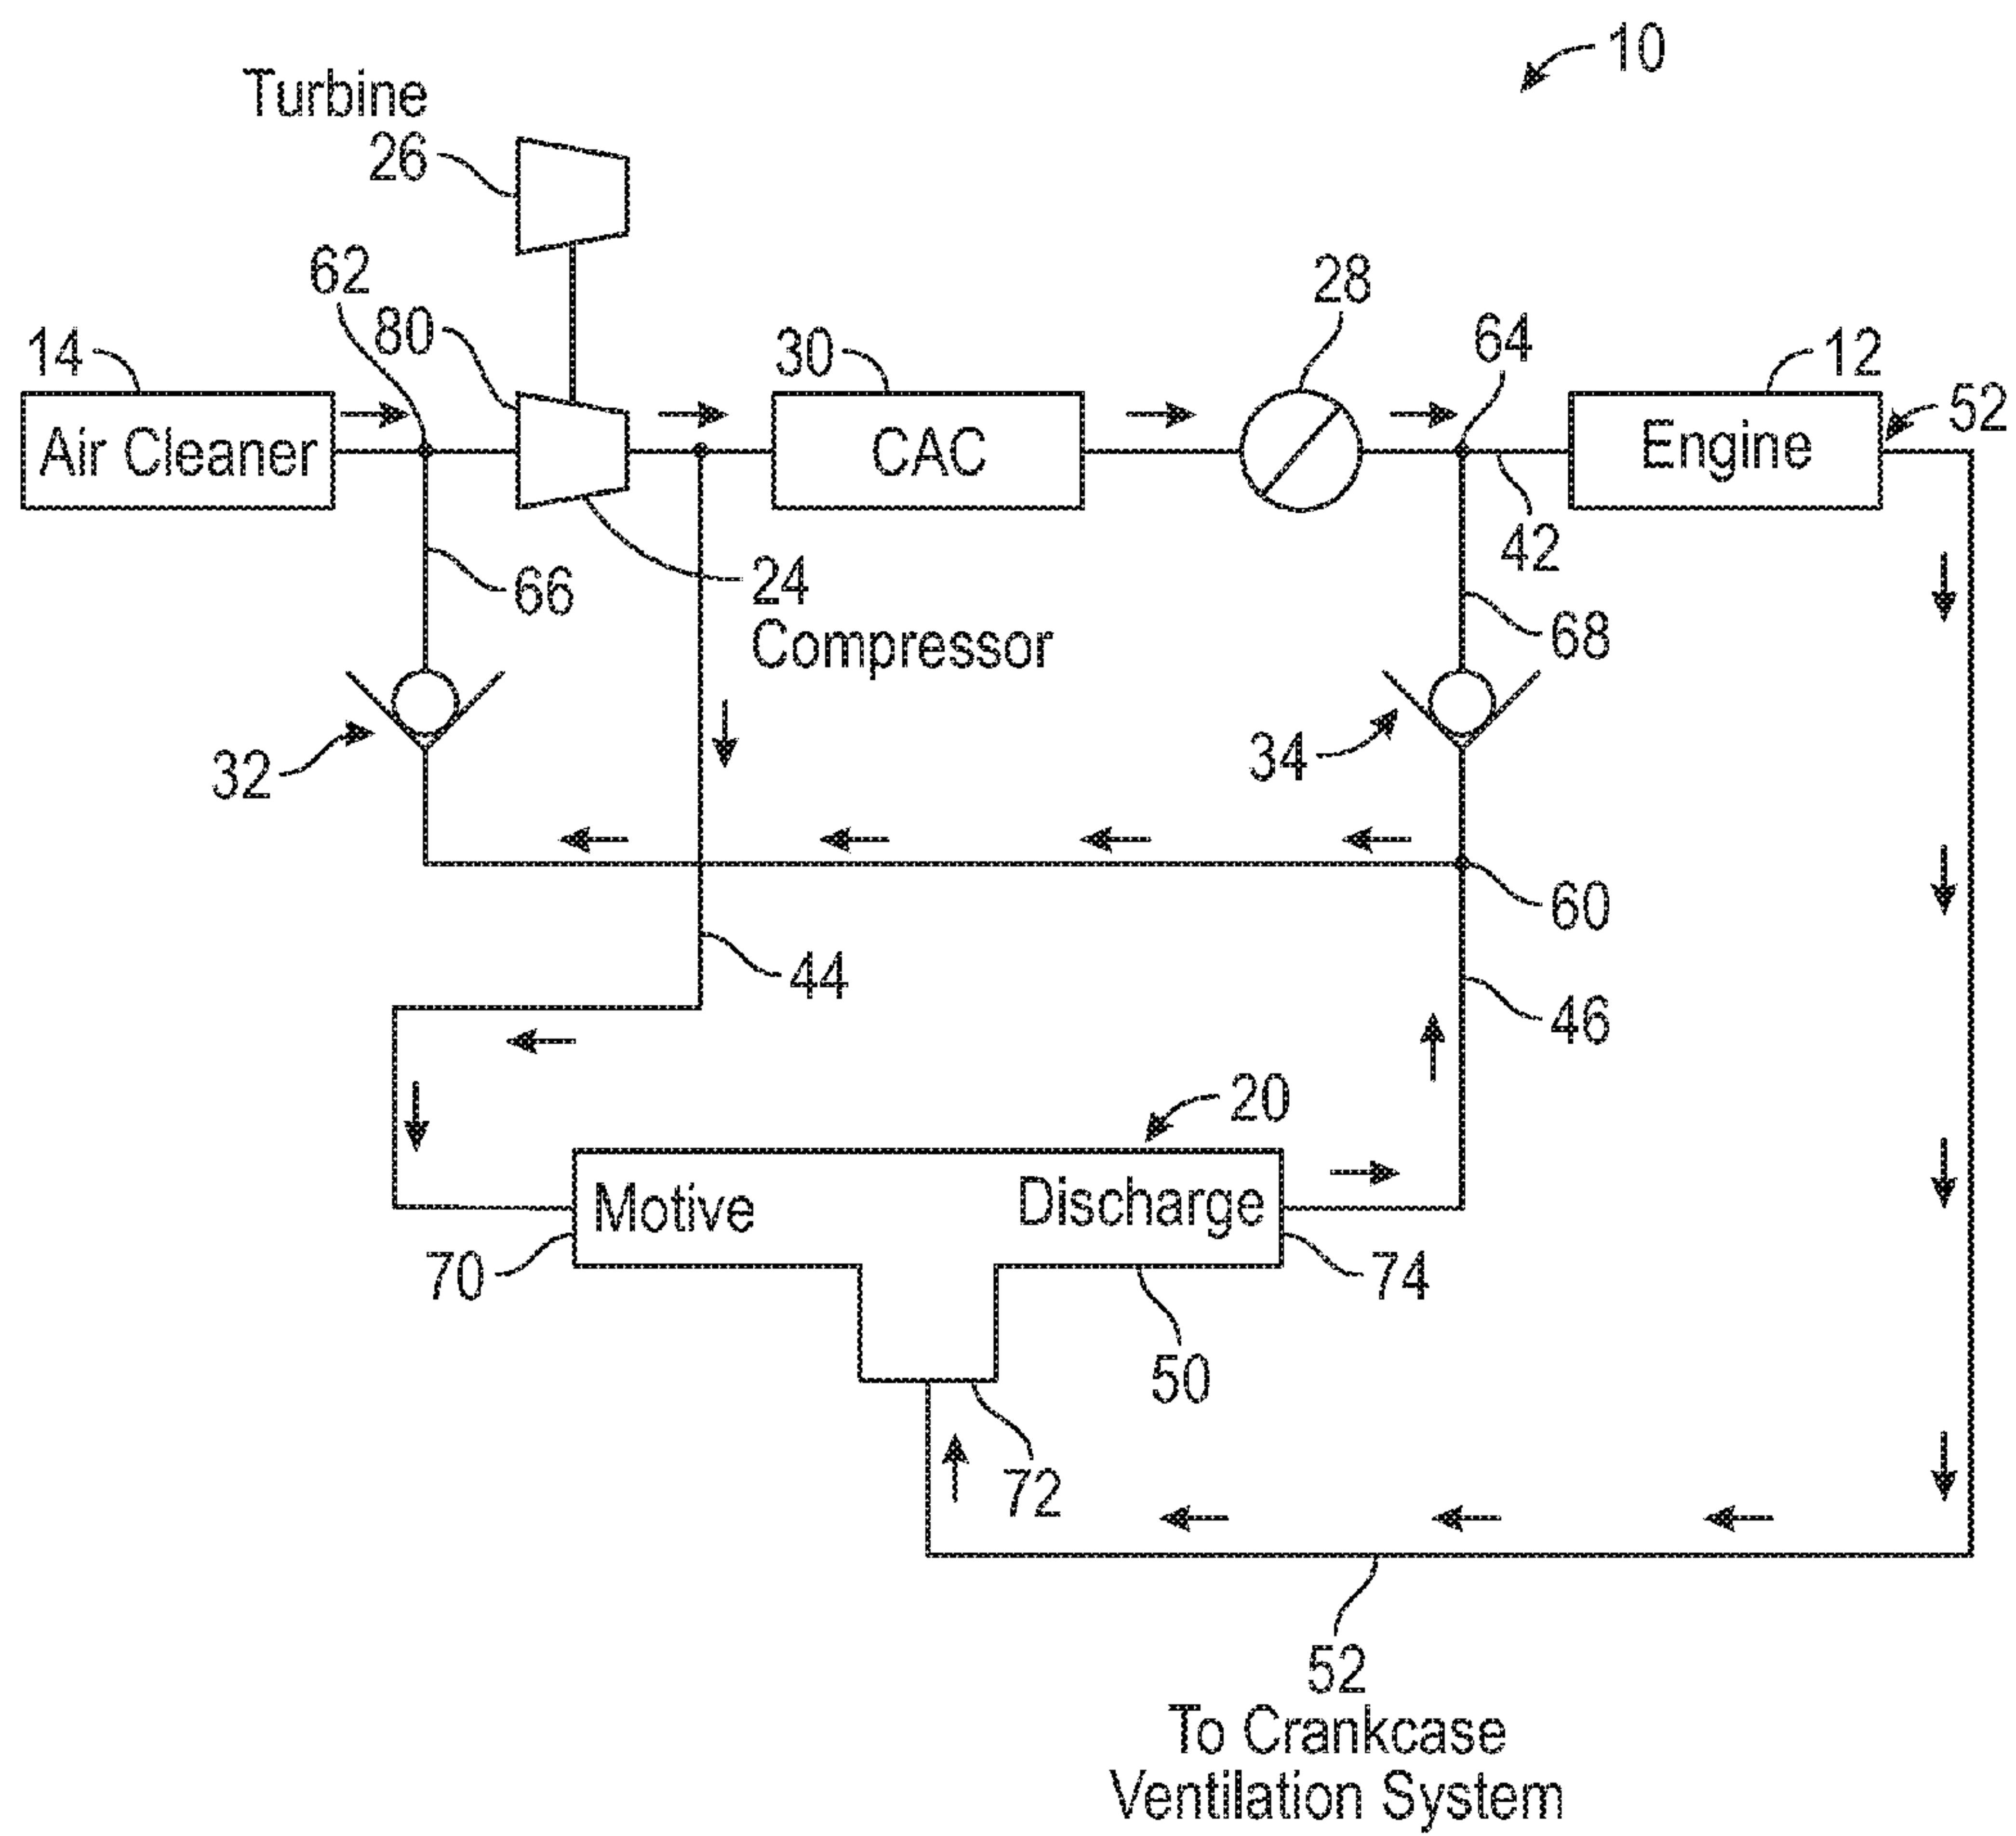 10
Turbine
26
62
80
14
30
28
64
12
52
Air Cleaner
CAC
Engine
42
66
24
Compressor
68
32
34
60
44
46
20
Motive
Discharge
70
74
50
72
52
To Crankcase
Ventilation System